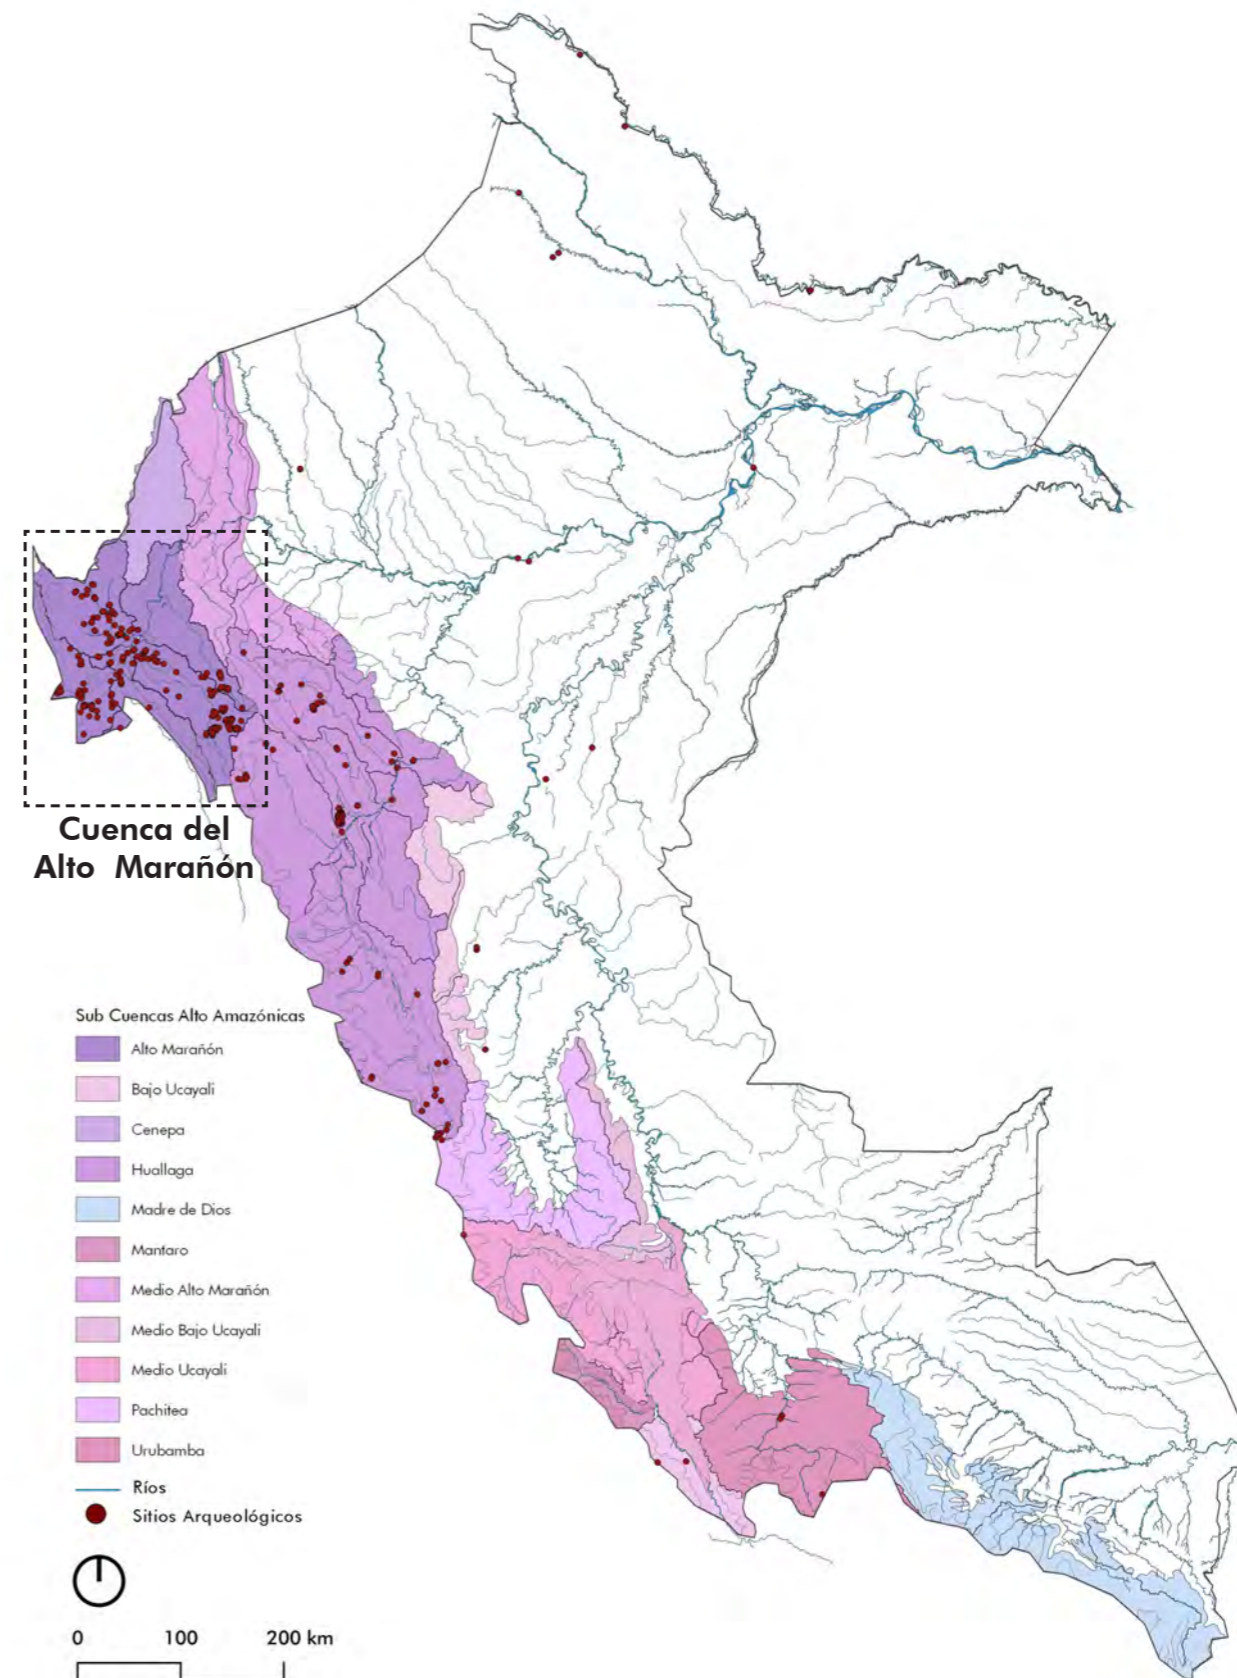 Cuenca del
Alto Marañón
Sub Cuencas Alto Amazónicas
Alto Marañón
Bajo Ucayali
Cenepa
Huallaga
Madre de Dios
Mantaro
Medio Alto Marañón
Medio Bajo Ucayali
Medio Ucayali
Pachitea
Urubamba
Ríos
Sitios Arqueológicos
0 100 200 km